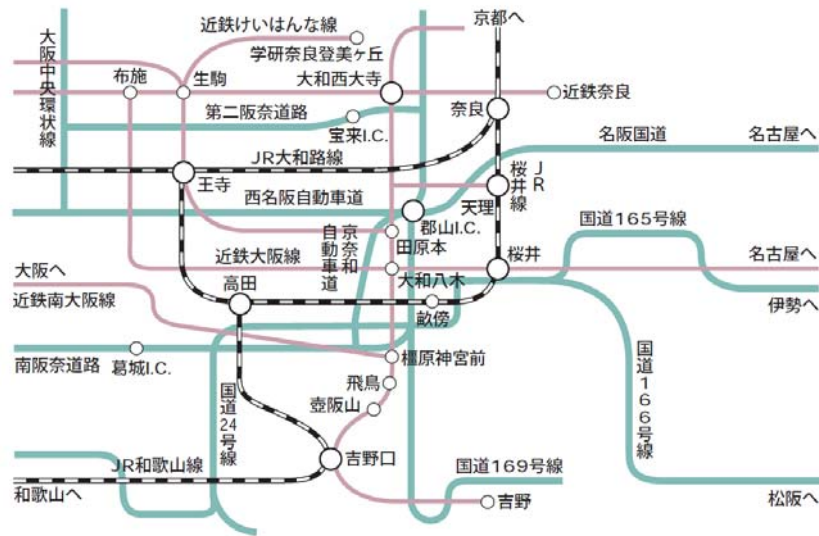 京都へ
近鉄けいはんな線
学研奈良登美ヶ丘
大阪中央環状線
布施
生駒
大和西大寺
近鉄奈良
奈良
第二阪奈道路
宝来I.C.
名阪国道
名古屋へ
JR大和路線
王寺
JR桜井線
西名阪自動車道
天理
郡山I.C.
国道165号線
京奈和自動車道
田原本
近鉄大阪線
桜井
名古屋へ
大阪へ
大和八木
高田
近鉄南大阪線
畝傍
伊勢へ
南阪奈道路
葛城I.C.
橿原神宮前
国道166号線
飛鳥
国道24号線
壺阪山
吉野口
JR和歌山線
国道169号線
和歌山へ
吉野
松阪へ